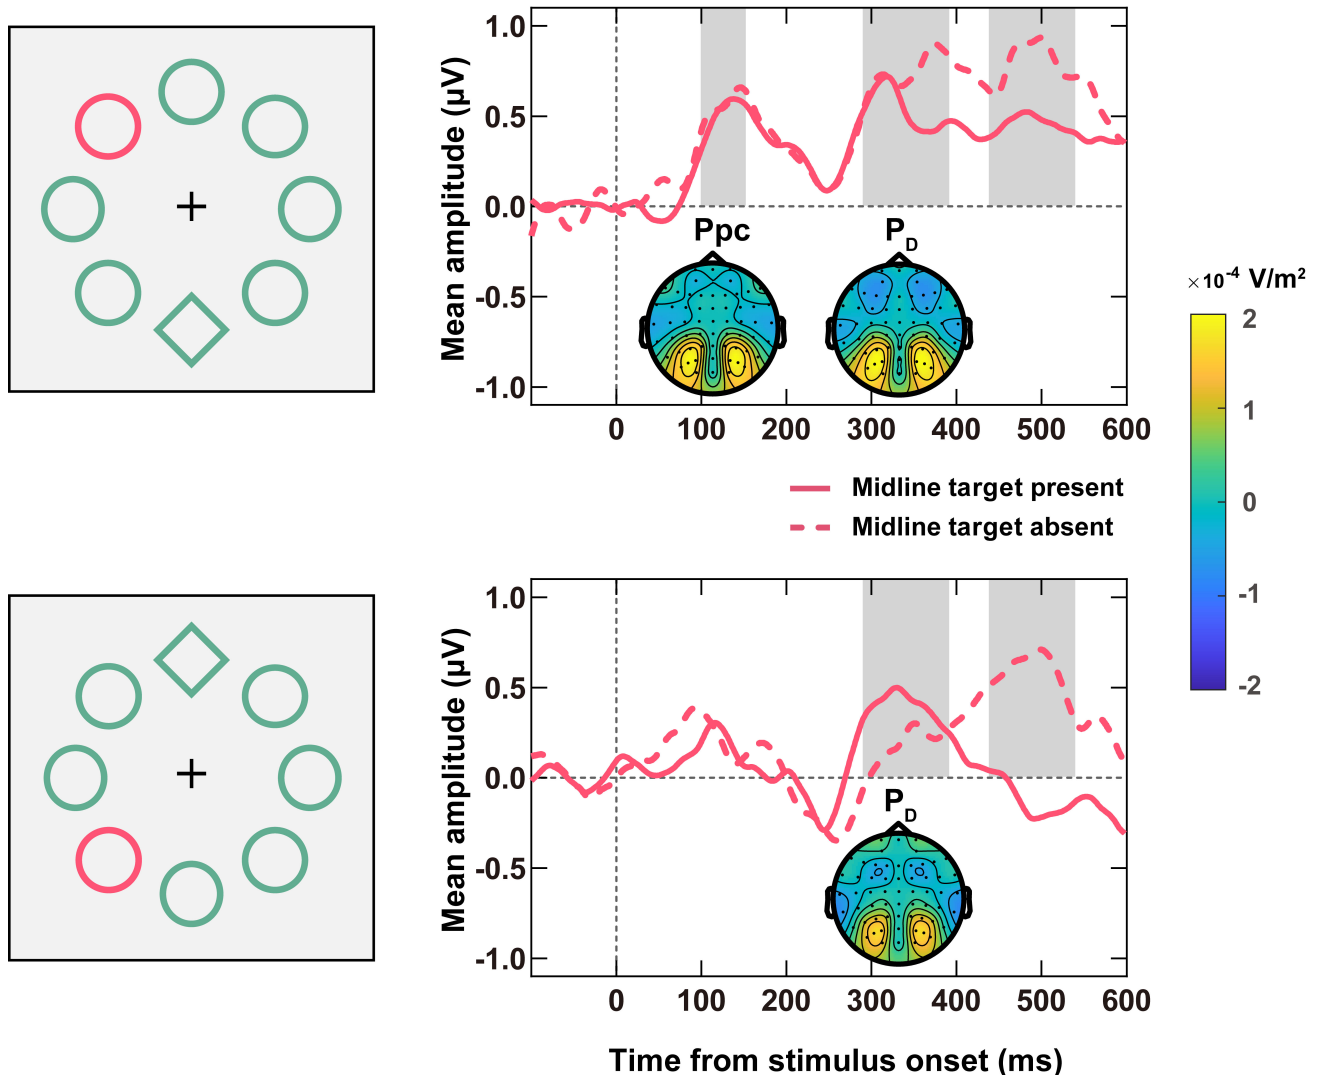 1.0
0.5
0.0
-0.5
-1.0
Mean amplitude (μV)
Ppc
PD
0 100 200 300 400 500 600
Midline target present
Midline target absent
×10-4 V/m²
2
1
0
-1
-2
1.0
0.5
0.0
-0.5
-1.0
Mean amplitude (μV)
PD
0 100 200 300 400 500 600
Time from stimulus onset (ms)